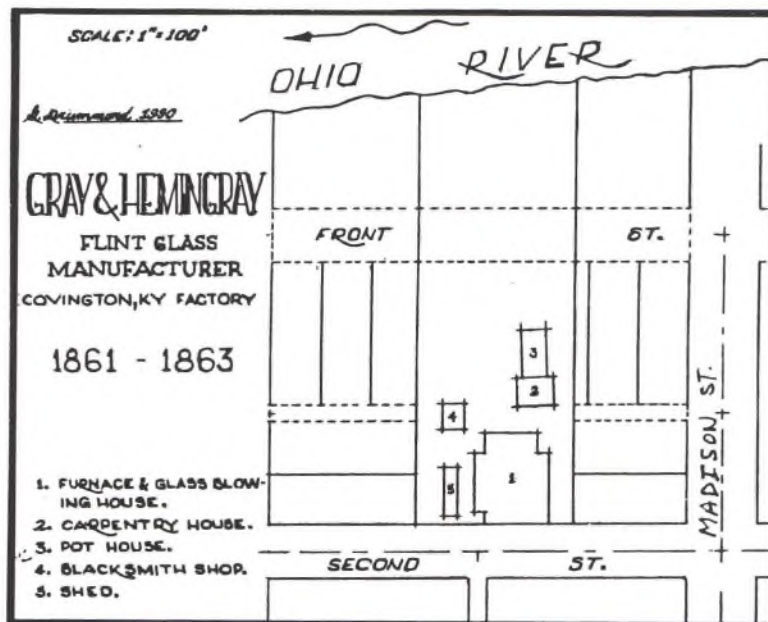 SCALE: 1"=100'
OHIO RIVER
G. Drummond 1990
GRAY & HEMINGRAY
FLINT GLASS
MANUFACTURER
COVINGTON, KY FACTORY
1861 - 1863
FRONT ST.
3
2
4
1
5
MADISON ST.
SECOND ST.
1. FURNACE & GLASS BLOW-
ING HOUSE.
2. CARPENTRY HOUSE.
3. POT HOUSE.
4. BLACKSMITH SHOP.
5. SHED.